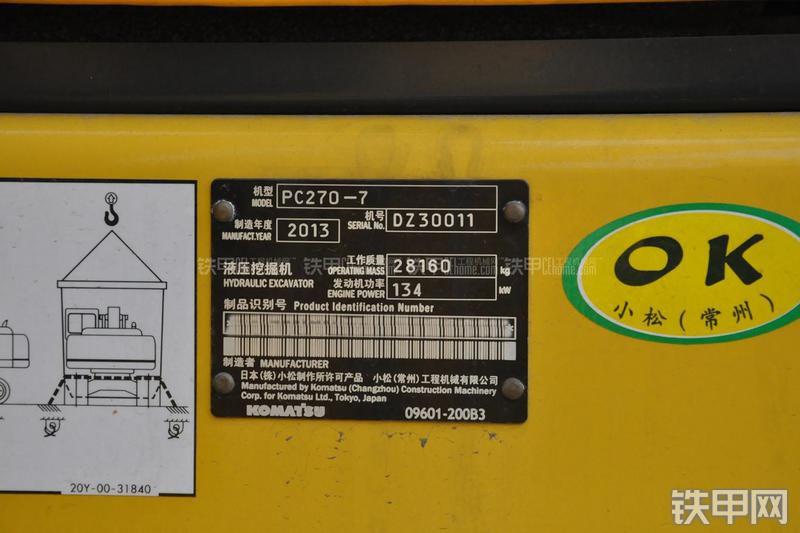 机型
MODEL
PC270-7
制造年度
MANUFACT.YEAR
2013
机号
SERIAL No.
DZ30011
液压挖掘机
HYDRAULIC EXCAVATOR
工作质量
OPERATING MASS
28160
kg
发动机功率
ENGINE POWER
134
kW
制品识别号 Product Identification Number
制造者 MANUFACTURER
日本(株)小松制作所许可产品 小松(常州)工程机械有限公司
Manufactured by Komatsu (Changzhou) Construction Machinery
Corp. for Komatsu Ltd., Tokyo, Japan
KOMATSU
09601-200B3
20Y-00-31840
OK
小松(常州)
铁甲网